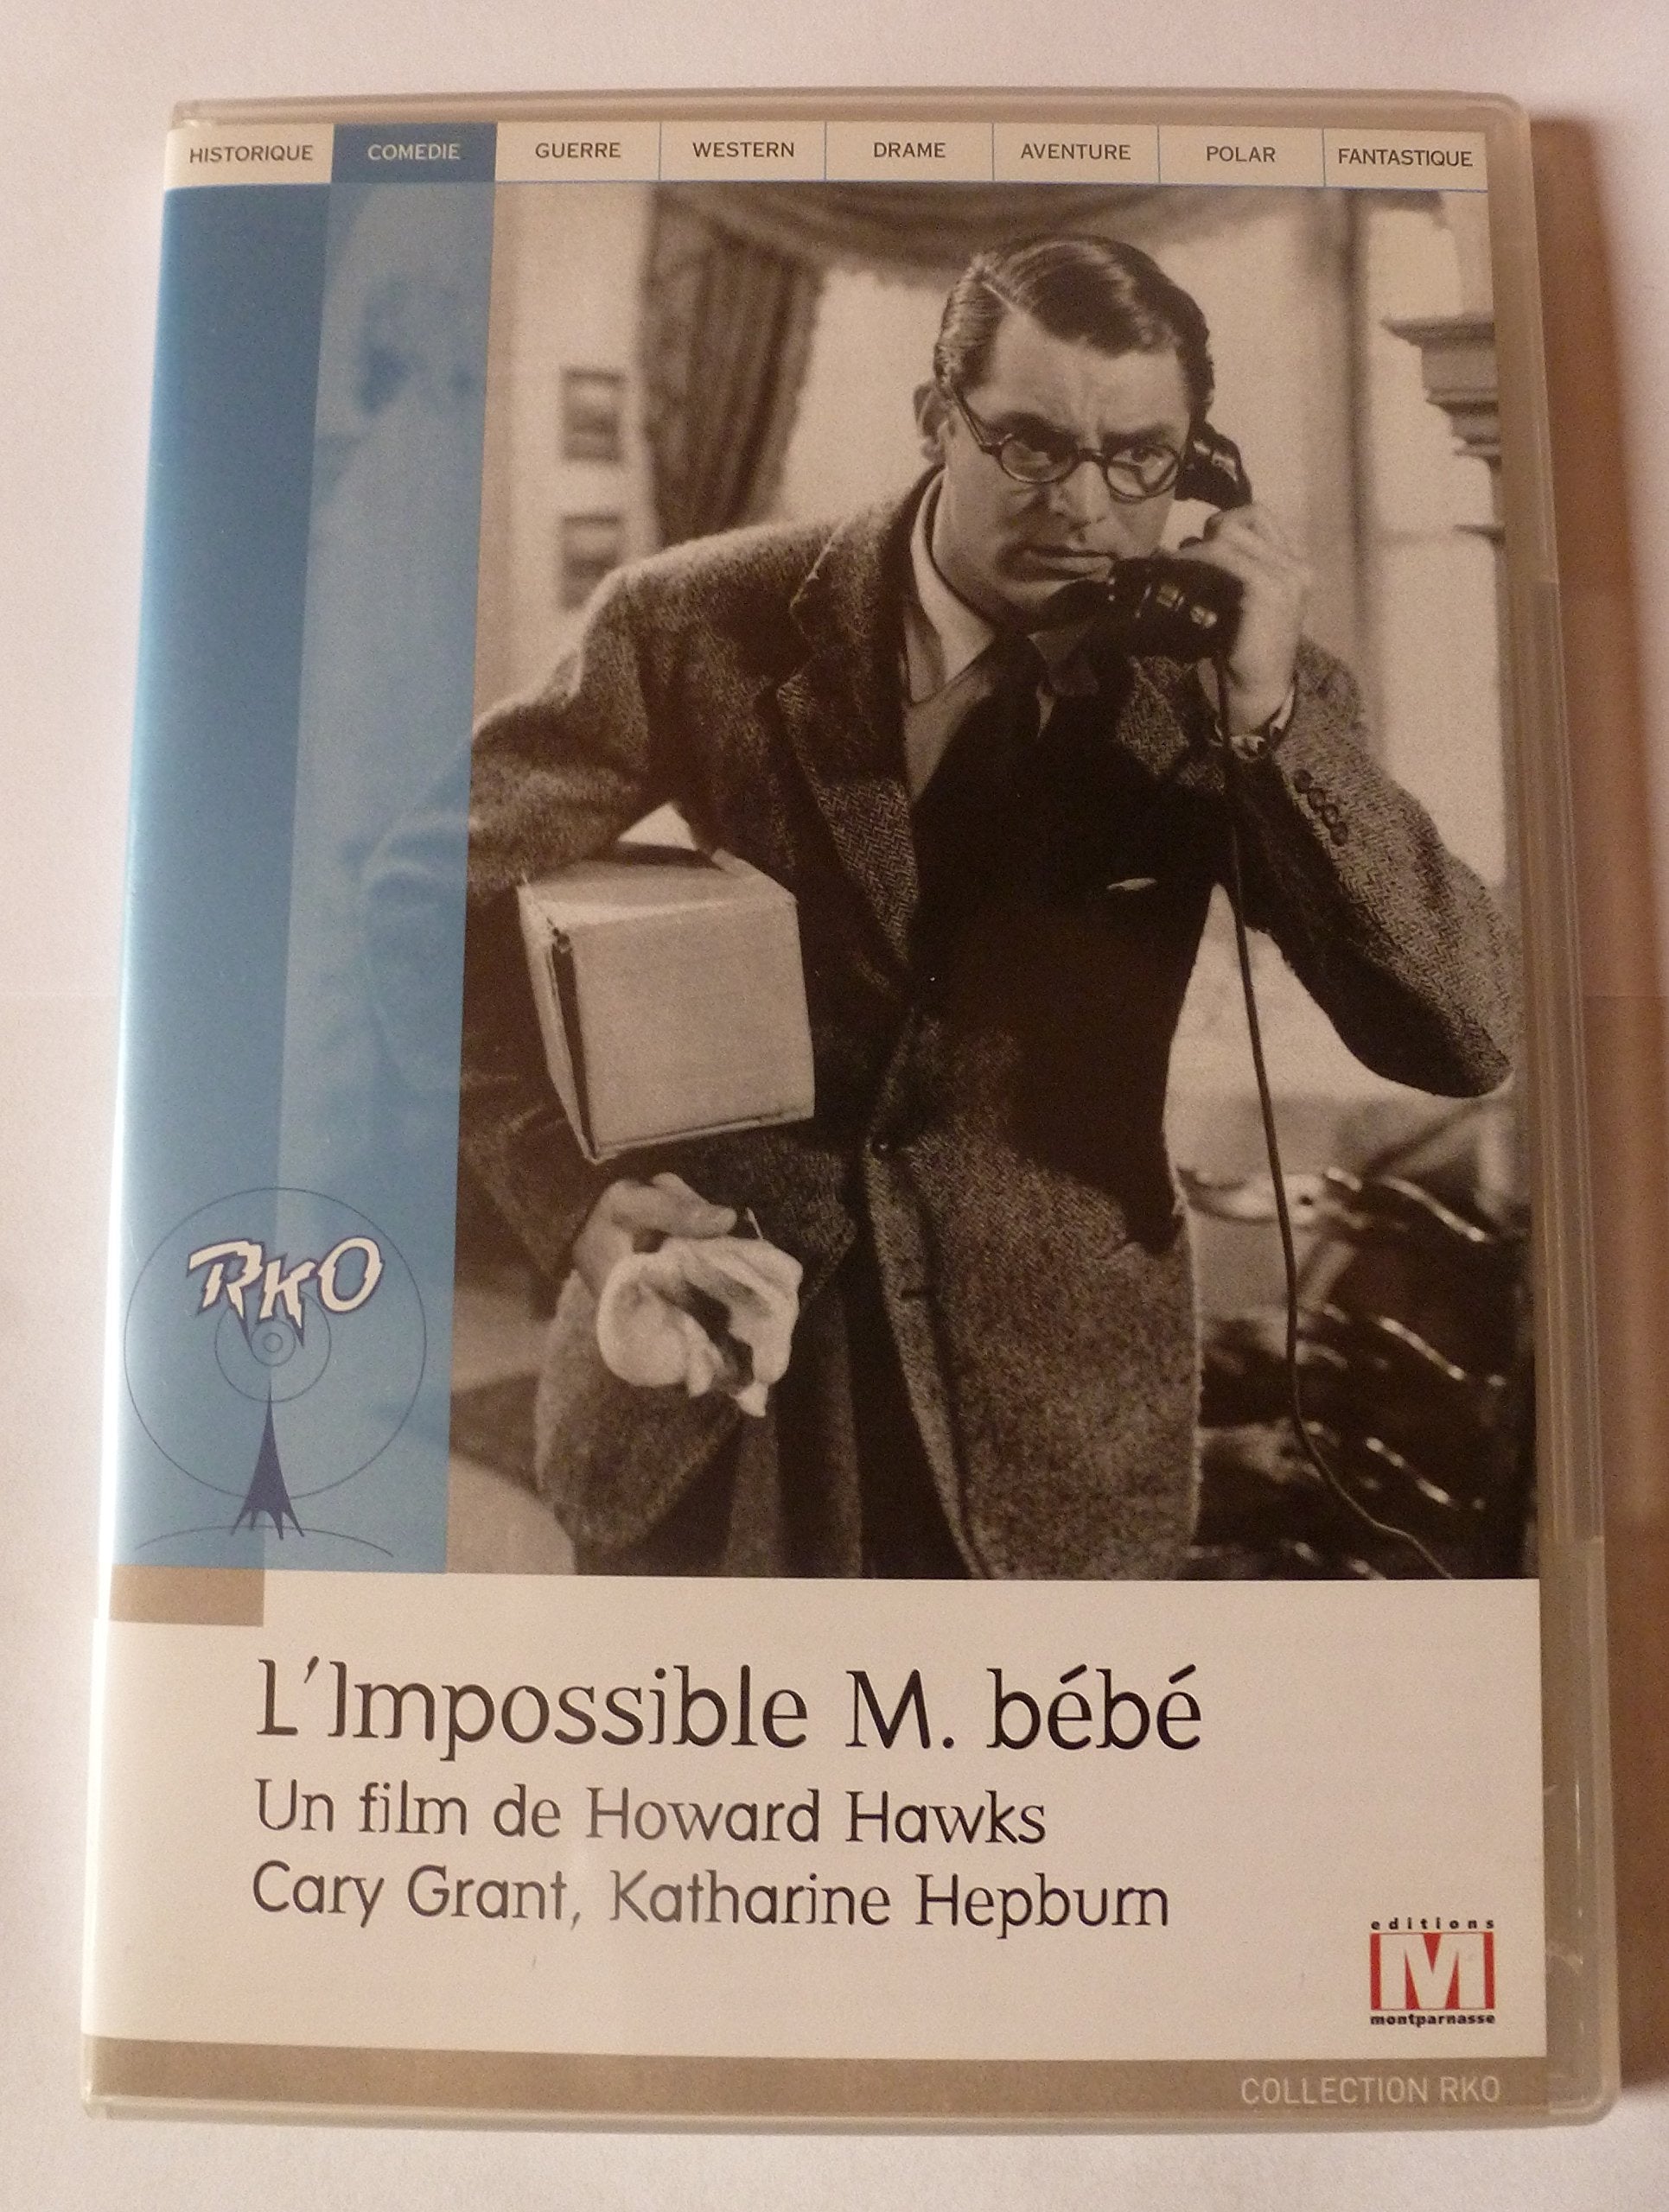 HISTORIQUE COMEDIE GUERRE WESTERN DRAME AVENTURE POLAR FANTASTIQUE
RKO
L'Impossible M. bébé
Un film de Howard Hawks
Cary Grant, Katharine Hepburn
editions
M
montparnasse
COLLECTION RKO